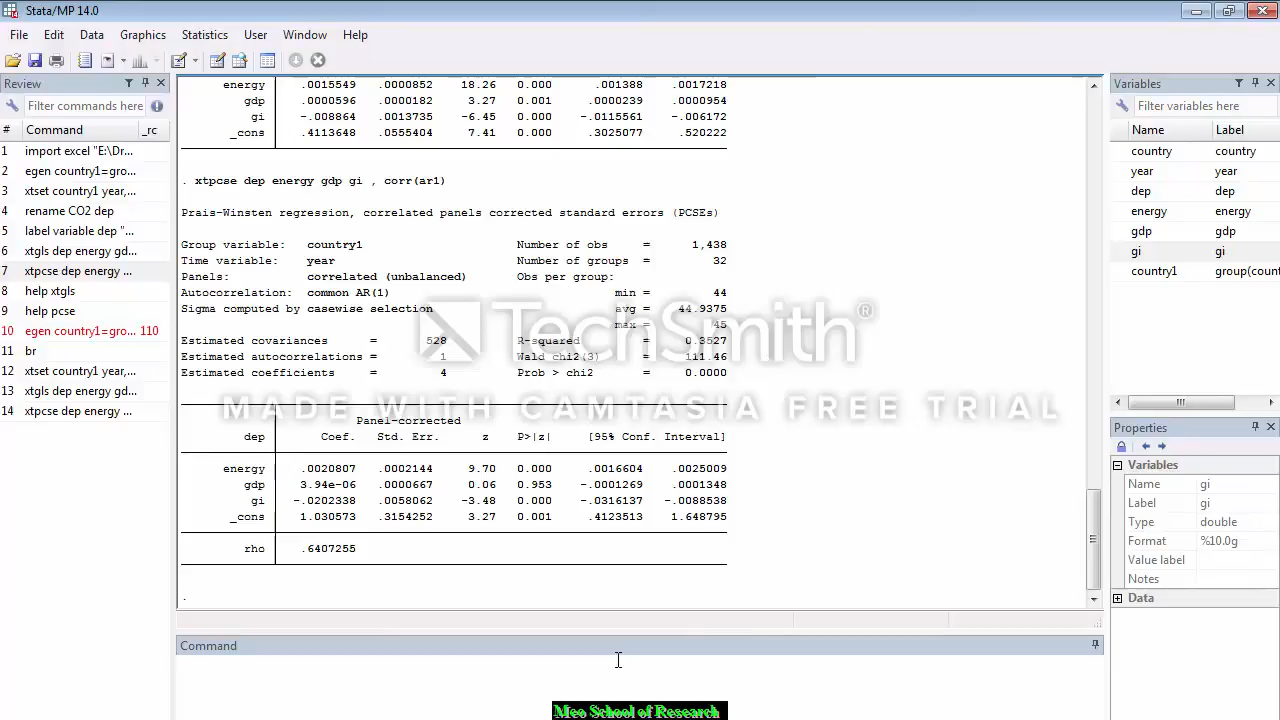 Stata/MP 14.0
File Edit Data Graphics Statistics User Window Help
Review
Filter commands here
# Command _rc
1 import excel "E:\Dr...
2 egen country1=gro...
3 xtset country1 year,...
4 rename CO2 dep
5 label variable dep "...
6 xtgls dep energy gd...
7 xtpcse dep energy ...
8 help xtgls
9 help pcse
10 egen country1=gro... 110
11 br
12 xtset country1 year,...
13 xtgls dep energy gd...
14 xtpcse dep energy ...
energy .0015549 .0000852 18.26 0.000 .001388 .0017218
gdp .0000596 .0000182 3.27 0.001 .0000239 .0000954
gi -.008864 .0013735 -6.45 0.000 -.0115561 -.006172
_cons .4113648 .0555404 7.41 0.000 .3025077 .520222
. xtpcse dep energy gdp gi , corr(ar1)
Prais-Winsten regression, correlated panels corrected standard errors (PCSEs)
Group variable: country1 Number of obs = 1,438
Time variable: year Number of groups = 32
Panels: correlated (unbalanced) Obs per group:
Autocorrelation: common AR(1) min = 44
Sigma computed by casewise selection avg = 44.9375
max = 45
Estimated covariances = 528 R-squared = 0.3527
Estimated autocorrelations = 1 Wald chi2(3) = 111.46
Estimated coefficients = 4 Prob > chi2 = 0.0000
Panel-corrected
dep Coef. Std. Err. z P>|z| [95% Conf. Interval]
energy .0020807 .0002144 9.70 0.000 .0016604 .0025009
gdp 3.94e-06 .0000667 0.06 0.953 -.0001269 .0001348
gi -.0202338 .0058062 -3.48 0.000 -.0316137 -.0088538
_cons 1.030573 .3154252 3.27 0.001 .4123513 1.648795
rho .6407255
.
TechSmith®
MADE WITH CAMTASIA FREE TRIAL
Command
Meo School of Research
Variables
Filter variables here
Name Label
country country
year year
dep dep
energy energy
gdp gdp
gi gi
country1 group(coun
Properties
Variables
Name gi
Label gi
Type double
Format %10.0g
Value label
Notes
Data